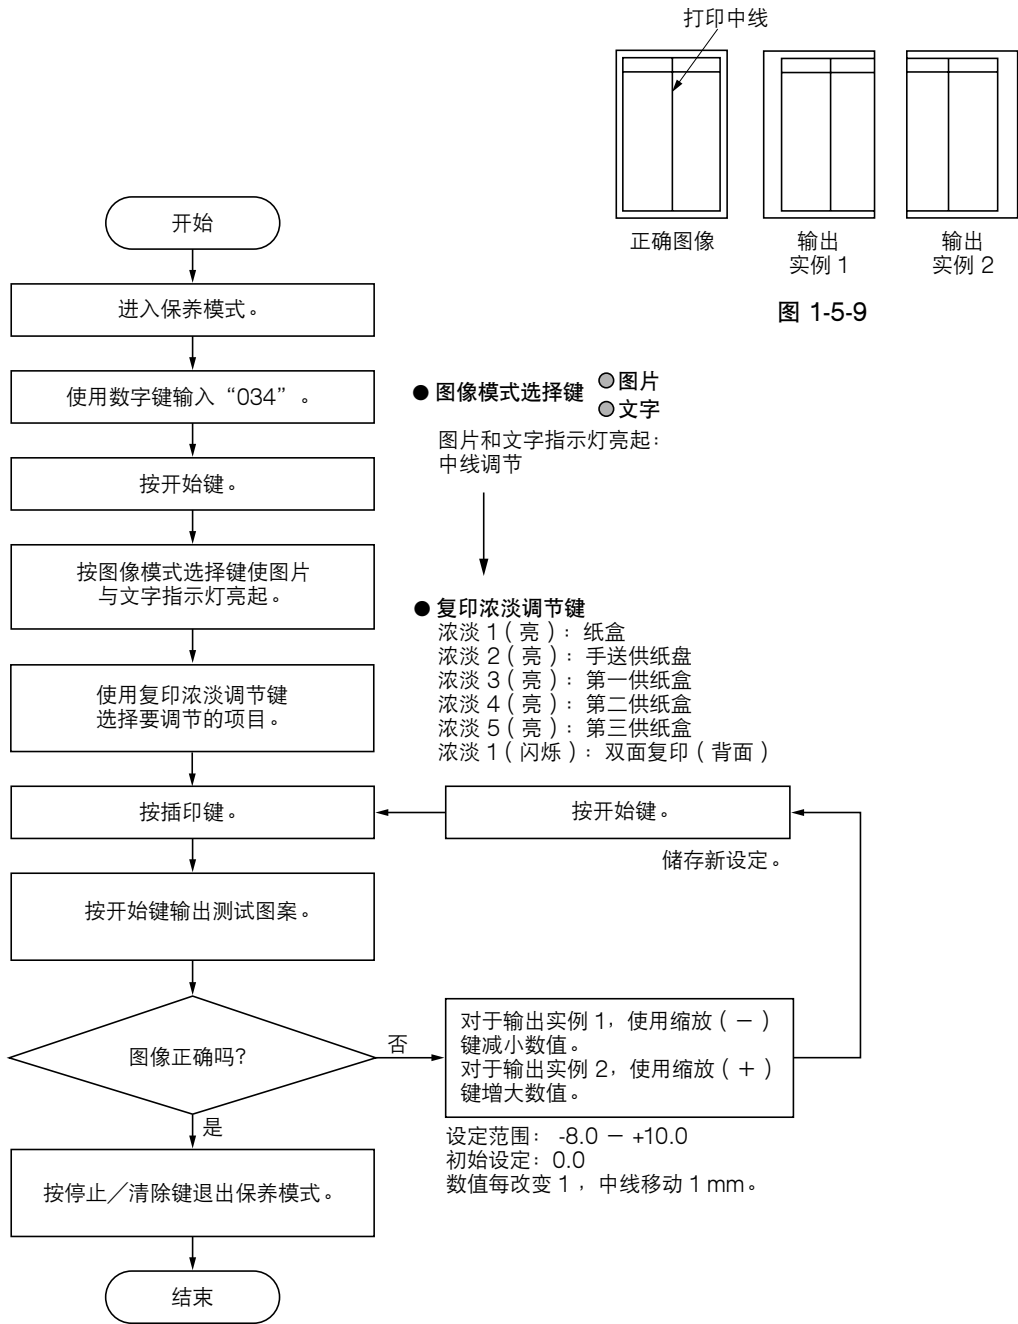 打印中线
正确图像
输出
实例 1
输出
实例 2
图 1-5-9
开始
进入保养模式。
使用数字键输入“034”。
按开始键。
按图像模式选择键使图片
与文字指示灯亮起。
使用复印浓淡调节键
选择要调节的项目。
按插印键。
按开始键输出测试图案。
图像正确吗?
是
否
按停止／清除键退出保养模式。
结束
● 图像模式选择键
图片
文字
图片和文字指示灯亮起：
中线调节
● 复印浓淡调节键
浓淡 1（亮）：纸盒
浓淡 2（亮）：手送供纸盘
浓淡 3（亮）：第一供纸盒
浓淡 4（亮）：第二供纸盒
浓淡 5（亮）：第三供纸盒
浓淡 1（闪烁）：双面复印（背面）
按开始键。
储存新设定。
对于输出实例 1，使用缩放（－）
键减小数值。
对于输出实例 2，使用缩放（＋）
键增大数值。
设定范围： -8.0 － +10.0
初始设定：0.0
数值每改变 1 ，中线移动 1 mm。